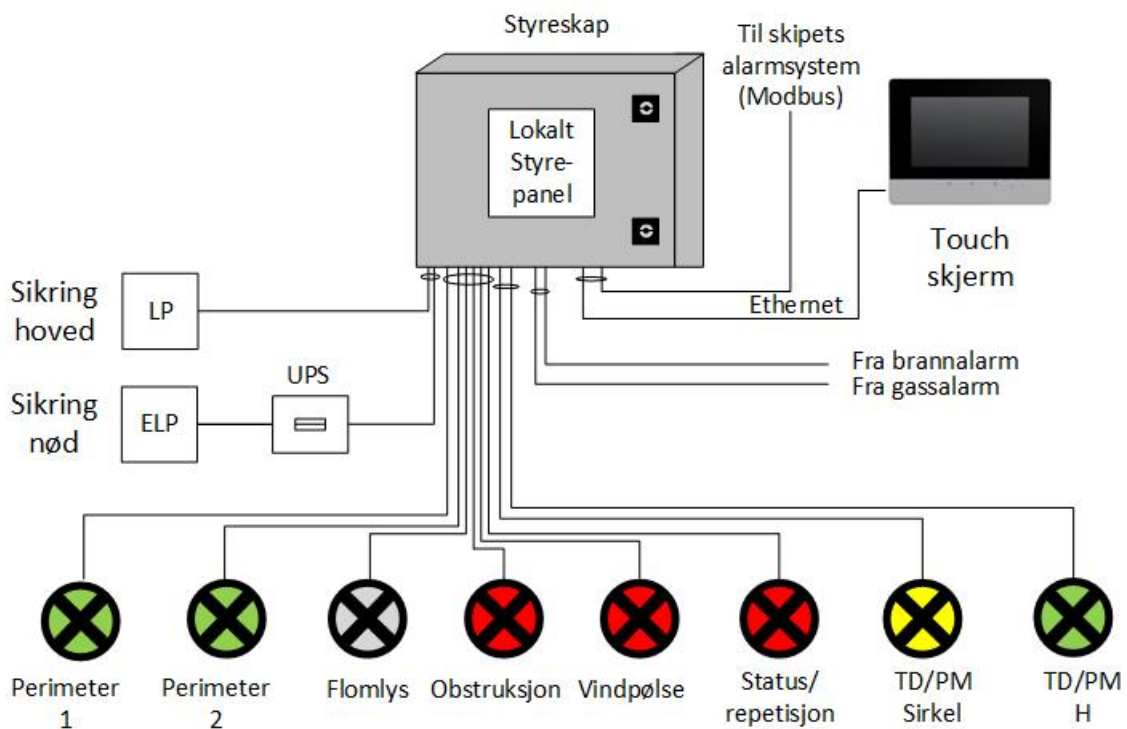 Styreskap
Til skipets
alarmsystem
(Modbus)
Lokalt
Styre-
panel
Touch
skjerm
Ethernet
Sikring
hoved
LP
Fra brannalarm
Fra gassalarm
UPS
Sikring
nød
ELP
Perimeter
1
Perimeter
2
Flomlys
Obstruksjon
Vindpølse
Status/
repetisjon
TD/PM
Sirkel
TD/PM
H